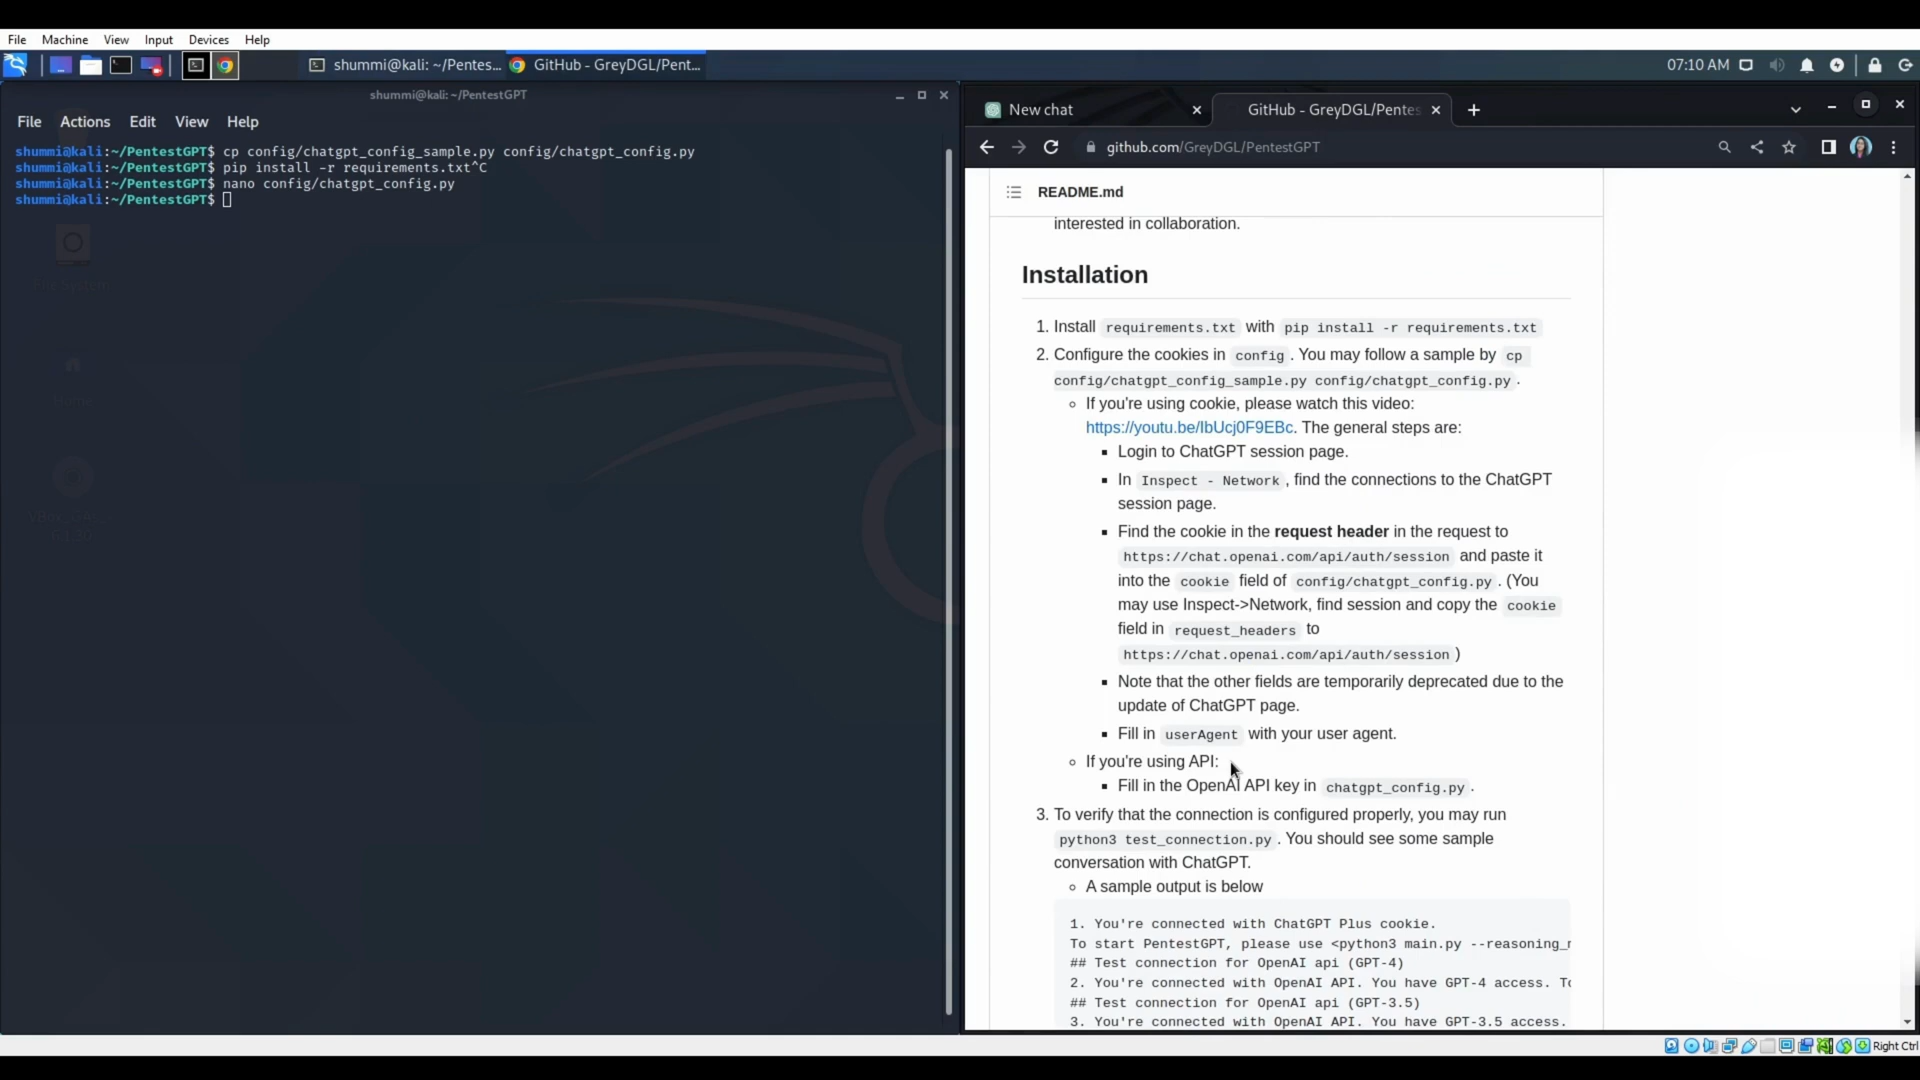 File Machine View Input Devices Help
shummi@kali: ~/Pentes... GitHub - GreyDGL/Pent... 07:10 AM
shummi@kali: ~/PentestGPT
File Actions Edit View Help
shummi@kali:~/PentestGPT$ cp config/chatgpt_config_sample.py config/chatgpt_config.py
shummi@kali:~/PentestGPT$ pip install -r requirements.txt^C
shummi@kali:~/PentestGPT$ nano config/chatgpt_config.py
shummi@kali:~/PentestGPT$
New chat GitHub - GreyDGL/Pentes
github.com/GreyDGL/PentestGPT
README.md
interested in collaboration.
Installation
1. Install requirements.txt with pip install -r requirements.txt
2. Configure the cookies in config . You may follow a sample by cp
config/chatgpt_config_sample.py config/chatgpt_config.py .
If you're using cookie, please watch this video:
https://youtu.be/IbUcj0F9EBc. The general steps are:
Login to ChatGPT session page.
In Inspect - Network , find the connections to the ChatGPT
session page.
Find the cookie in the request header in the request to
https://chat.openai.com/api/auth/session and paste it
into the cookie field of config/chatgpt_config.py . (You
may use Inspect->Network, find session and copy the cookie
field in request_headers to
https://chat.openai.com/api/auth/session )
Note that the other fields are temporarily deprecated due to the
update of ChatGPT page.
Fill in userAgent with your user agent.
If you're using API:
Fill in the OpenAI API key in chatgpt_config.py .
3. To verify that the connection is configured properly, you may run
python3 test_connection.py . You should see some sample
conversation with ChatGPT.
A sample output is below
1. You're connected with ChatGPT Plus cookie.
To start PentestGPT, please use <python3 main.py --reasoning_
## Test connection for OpenAI api (GPT-4)
2. You're connected with OpenAI API. You have GPT-4 access. To
## Test connection for OpenAI api (GPT-3.5)
3. You're connected with OpenAI API. You have GPT-3.5 access.
Right Ctrl